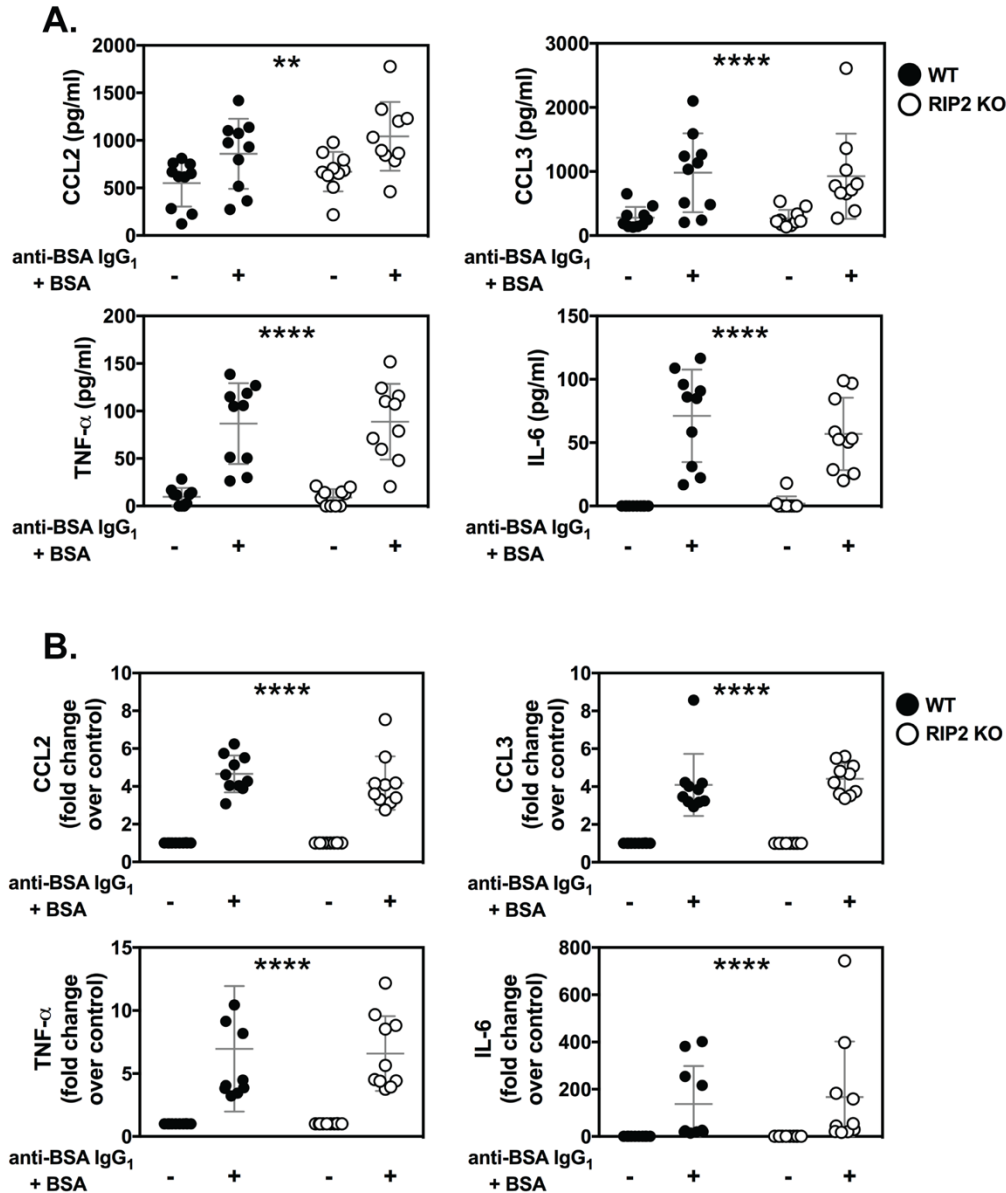 A.
CCL2 (pg/ml)
2000
1500
1000
500
0
**
anti-BSA IgG1
+ BSA
- + - +
CCL3 (pg/ml)
3000
2000
1000
0
****
anti-BSA IgG1
+ BSA
- + - +
WT
RIP2 KO
TNF-α (pg/ml)
200
150
100
50
0
****
anti-BSA IgG1
+ BSA
- + - +
IL-6 (pg/ml)
150
100
50
0
****
anti-BSA IgG1
+ BSA
- + - +
B.
CCL2
(fold change
over control)
10
8
6
4
2
0
****
anti-BSA IgG1
+ BSA
- + - +
CCL3
(fold change
over control)
10
8
6
4
2
0
****
anti-BSA IgG1
+ BSA
- + - +
WT
RIP2 KO
TNF-α
(fold change
over control)
15
10
5
0
****
anti-BSA IgG1
+ BSA
- + - +
IL-6
(fold change
over control)
800
600
400
200
0
****
anti-BSA IgG1
+ BSA
- + - +